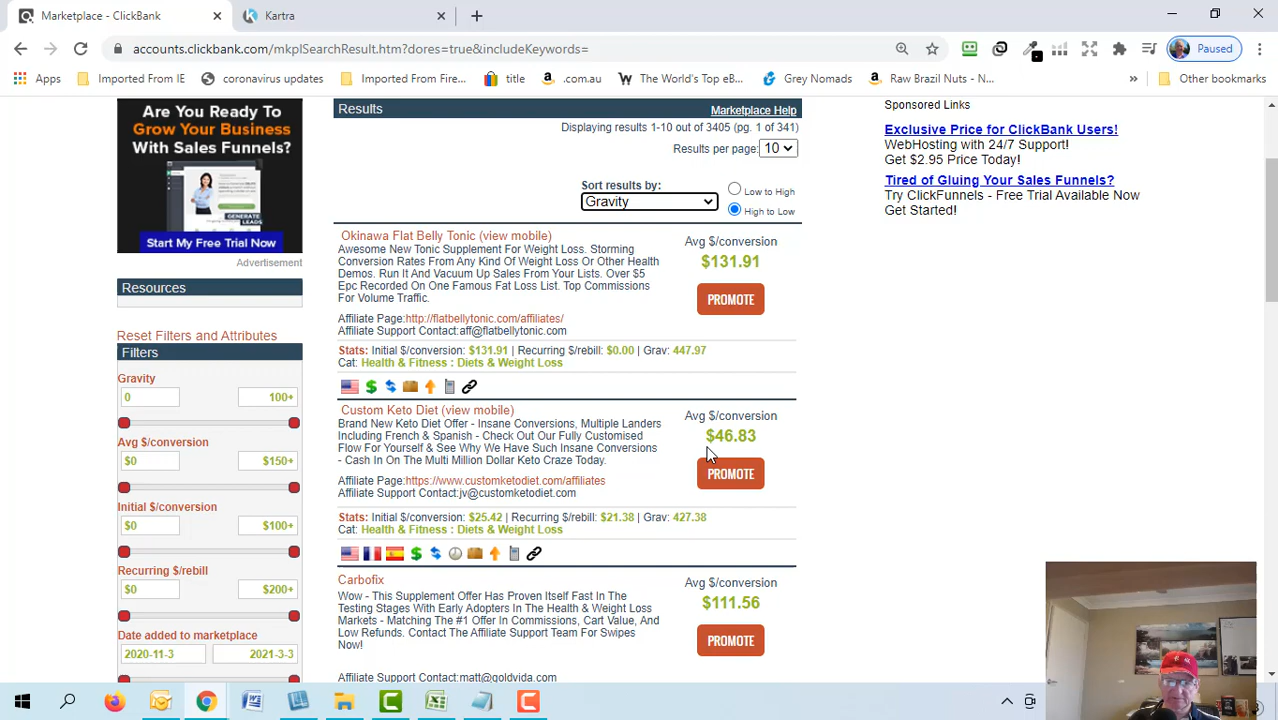 Marketplace - ClickBank
Kartra
accounts.clickbank.com/mkplSearchResult.htm?dores=true&includeKeywords=
Paused
Apps
Imported From IE
coronavirus updates
Imported From Fire...
title
.com.au
The World's Top eB...
Grey Nomads
Raw Brazil Nuts - N...
Other bookmarks
Are You Ready To
Grow Your Business
With Sales Funnels?
GENERATE
LEADS
Start My Free Trial Now
Advertisement
Resources
Reset Filters and Attributes
Filters
Gravity
0 100+
Avg $/conversion
$0 $150+
Initial $/conversion
$0 $100+
Recurring $/rebill
$0 $200+
Date added to marketplace
2020-11-3 2021-3-3
Results Marketplace Help
Displaying results 1-10 out of 3405 (pg. 1 of 341)
Results per page: 10
Sort results by:
Gravity
Low to High
High to Low
Okinawa Flat Belly Tonic (view mobile)
Awesome New Tonic Supplement For Weight Loss. Storming
Conversion Rates From Any Kind Of Weight Loss Or Other Health
Demos. Run It And Vacuum Up Sales From Your Lists. Over $5
Epc Recorded On One Famous Fat Loss List. Top Commissions
For Volume Traffic.
Affiliate Page:http://flatbellytonic.com/affiliates/
Affiliate Support Contact:aff@flatbellytonic.com
Avg $/conversion
$131.91
PROMOTE
Stats: Initial $/conversion: $131.91 | Recurring $/rebill: $0.00 | Grav: 447.97
Cat: Health & Fitness : Diets & Weight Loss
Custom Keto Diet (view mobile)
Brand New Keto Diet Offer - Insane Conversions, Multiple Landers
Including French & Spanish - Check Out Our Fully Customised
Flow For Yourself & See Why We Have Such Insane Conversions
- Cash In On The Multi Million Dollar Keto Craze Today.
Affiliate Page:https://www.customketodiet.com/affiliates
Affiliate Support Contact:jv@customketodiet.com
Avg $/conversion
$46.83
PROMOTE
Stats: Initial $/conversion: $25.42 | Recurring $/rebill: $21.38 | Grav: 427.38
Cat: Health & Fitness : Diets & Weight Loss
Carbofix
Wow - This Supplement Offer Has Proven Itself Fast In The
Testing Stages With Early Adopters In The Health & Weight Loss
Markets - Matching The #1 Offer In Commissions, Cart Value, And
Low Refunds. Contact The Affiliate Support Team For Swipes
Now!
Affiliate Support Contact:matt@goldvida.com
Avg $/conversion
$111.56
PROMOTE
Sponsored Links
Exclusive Price for ClickBank Users!
WebHosting with 24/7 Support!
Get $2.95 Price Today!
Tired of Gluing Your Sales Funnels?
Try ClickFunnels - Free Trial Available Now
Get Started!